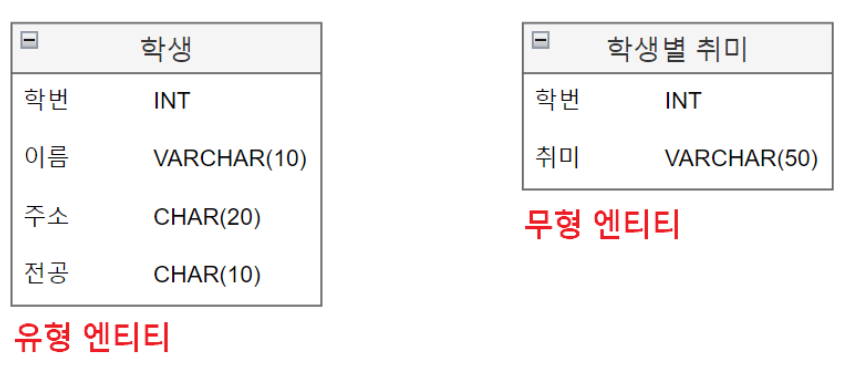 학생
학번 INT
이름 VARCHAR(10)
주소 CHAR(20)
전공 CHAR(10)
유형 엔티티
학생별 취미
학번 INT
취미 VARCHAR(50)
무형 엔티티